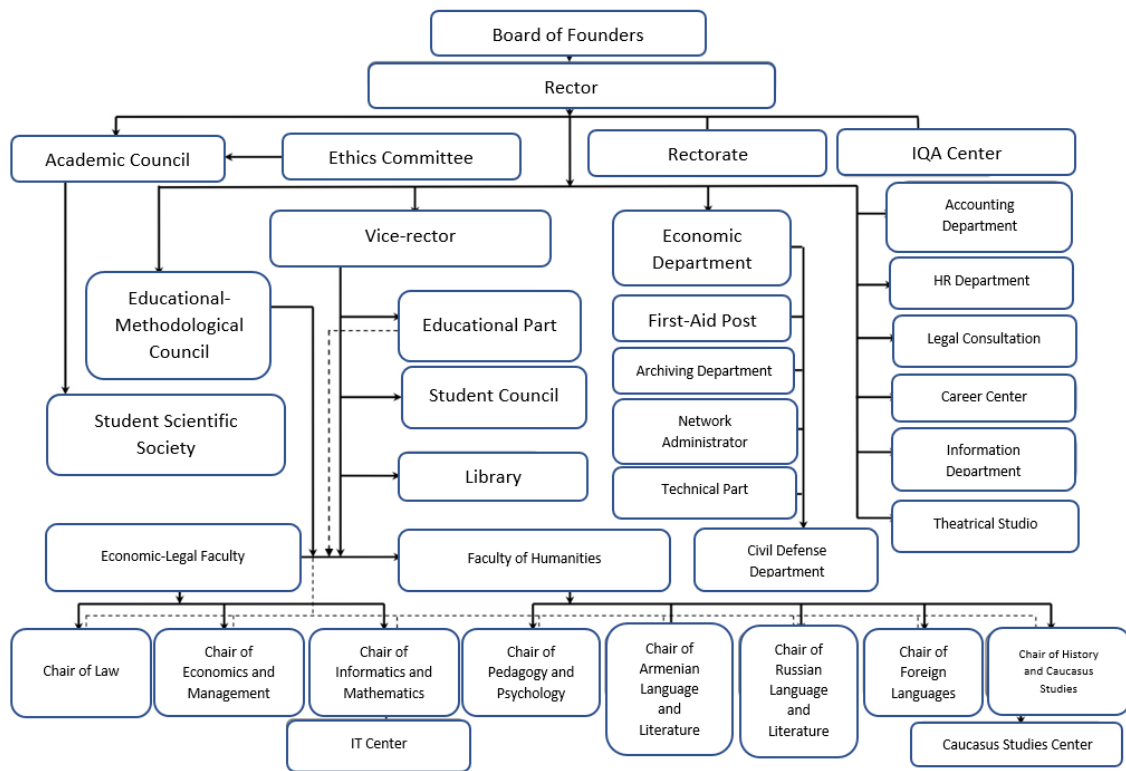 Board of Founders
Rector
Academic Council
Ethics Committee
Rectorate
IQA Center
Accounting
Department
Vice-rector
Economic
Department
HR Department
Educational-
Methodological
Council
Educational Part
First-Aid Post
Legal Consultation
Archiving Department
Student Council
Career Center
Student Scientific
Society
Network
Administrator
Information
Department
Library
Technical Part
Theatrical Studio
Economic-Legal Faculty
Faculty of Humanities
Civil Defense
Department
Chair of Law
Chair of
Economics and
Management
Chair of
Informatics and
Mathematics
Chair of
Pedagogy and
Psychology
Chair of
Armenian
Language
and
Literature
Chair of
Russian
Language
and
Literature
Chair of
Foreign
Languages
Chair of History
and Caucasus
Studies
IT Center
Caucasus Studies Center